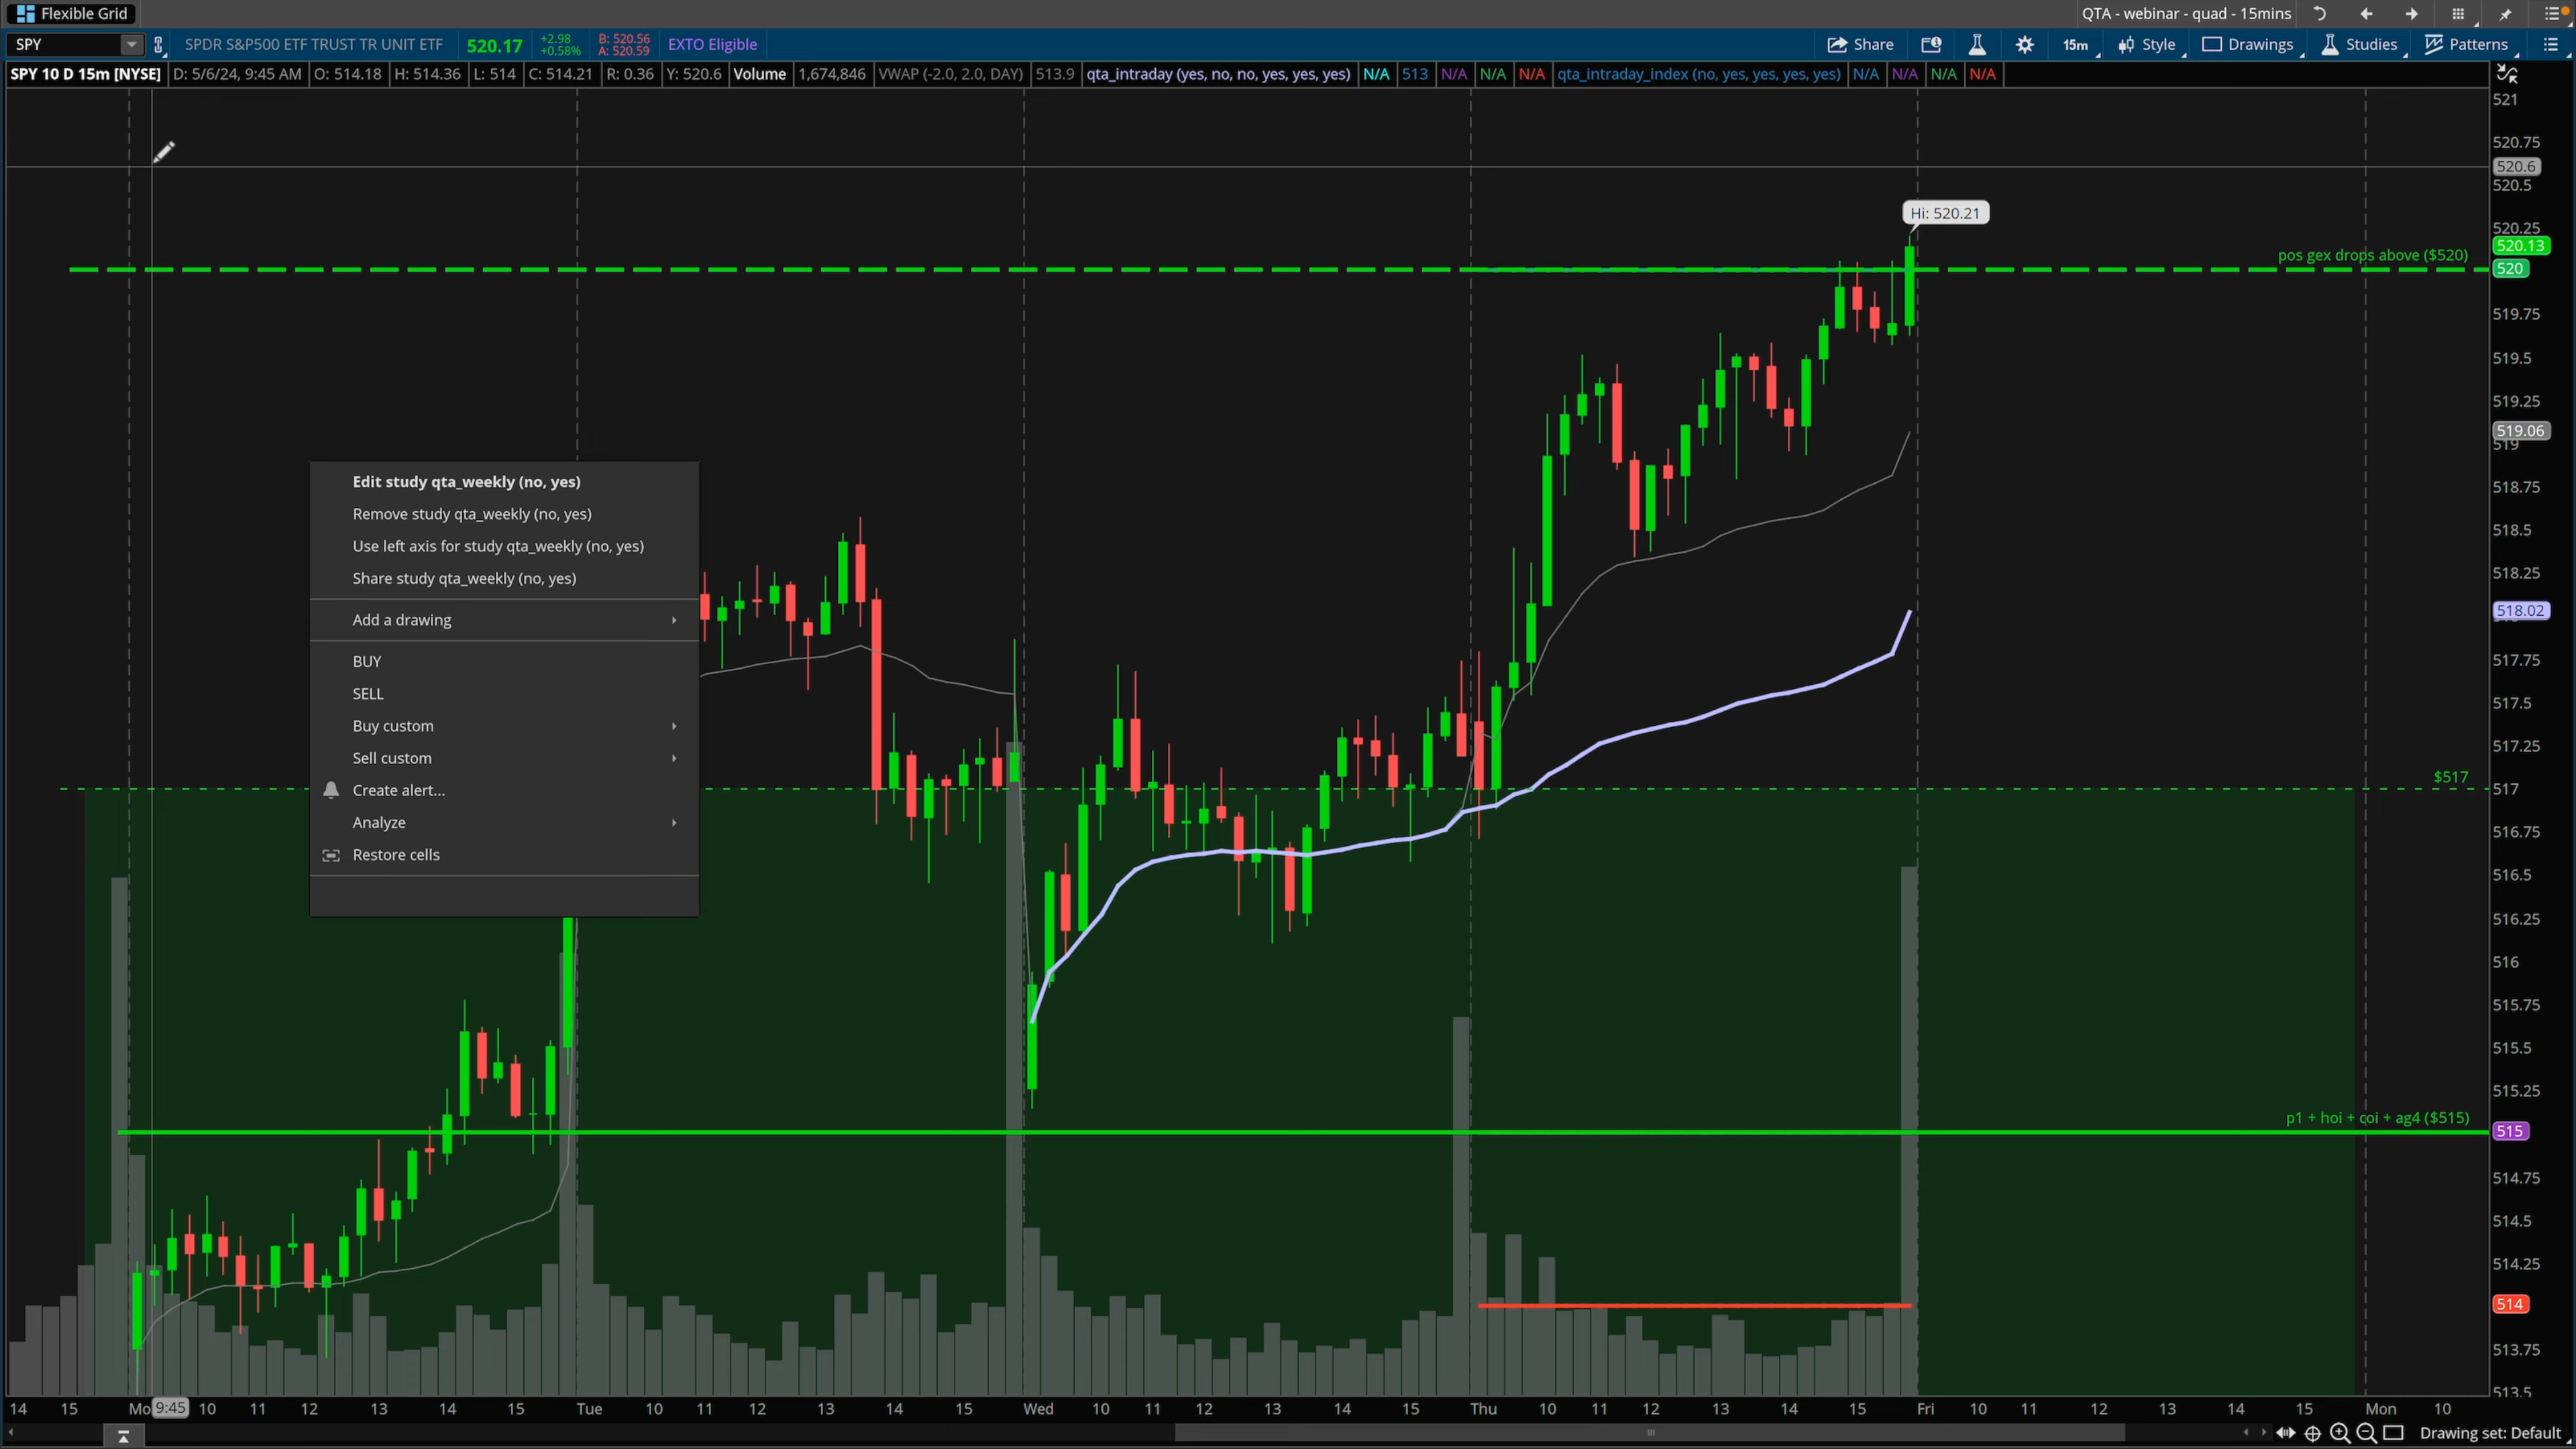 Flexible Grid
QTA - webinar - quad - 15mins
SPY
SPDR S&P500 ETF TRUST TR UNIT ETF
520.17
+2.98
+0.58%
B: 520.56
A: 520.59
EXTO Eligible
Share
15m
Style
Drawings
Studies
Patterns
SPY 10 D 15m [NYSE]
D: 5/6/24, 9:45 AM
O: 514.18
H: 514.36
L: 514
C: 514.21
R: 0.36
Y: 520.6
Volume
1,674,846
VWAP (-2.0, 2.0, DAY)
513.9
qta_intraday (yes, no, no, yes, yes, yes)
N/A
513
N/A
N/A
N/A
qta_intraday_index (no, yes, yes, yes, yes)
N/A
N/A
N/A
N/A
521
520.75
520.6
520.5
Hi: 520.21
520.25
520.13
pos gex drops above ($520)
520
519.75
519.5
519.25
519.06
519
518.75
518.5
518.25
518.02
517.75
517.5
517.25
$517
517
516.75
516.5
516.25
516
515.75
515.5
515.25
p1 + hoi + coi + ag4 ($515)
515
514.75
514.5
514.25
514
513.75
513.5
Edit study qta_weekly (no, yes)
Remove study qta_weekly (no, yes)
Use left axis for study qta_weekly (no, yes)
Share study qta_weekly (no, yes)
Add a drawing
BUY
SELL
Buy custom
Sell custom
Create alert...
Analyze
Restore cells
14 15 Mo 9:45 10 11 12 13 14 15 Tue 10 11 12 13 14 15 Wed 10 11 12 13 14 15 Thu 10 11 12 13 14 15 Fri 10 11 12 13 14 15 Mon 10
Drawing set: Default